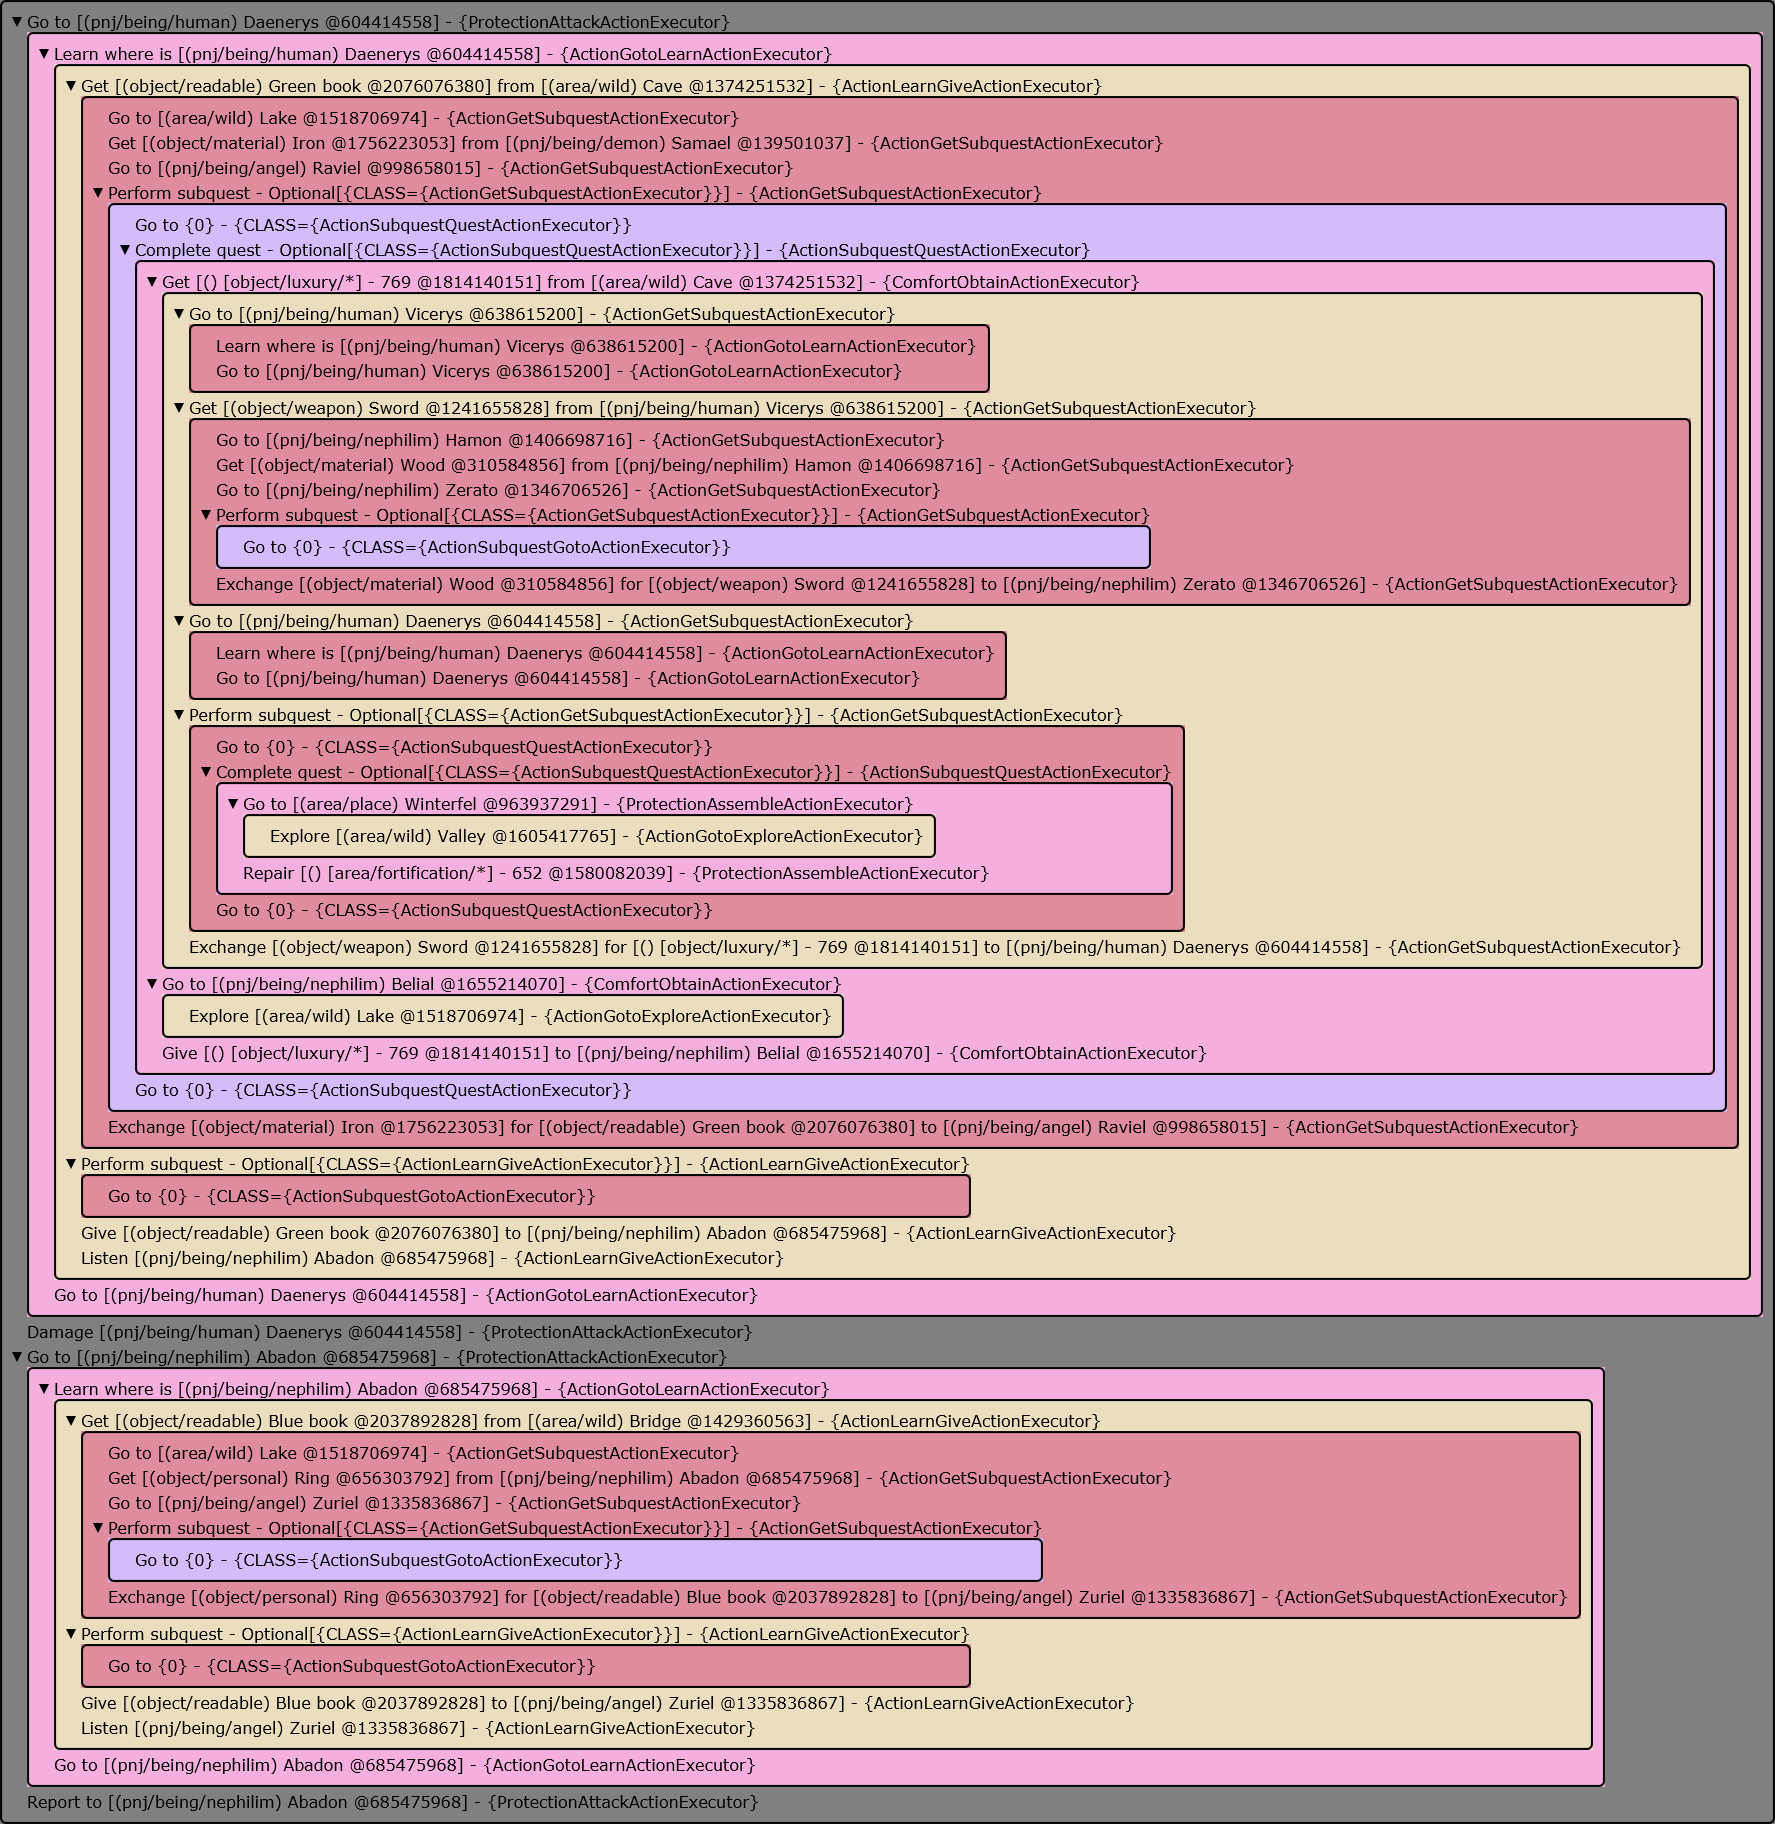 ▼Go to [(pnj/being/human) Daenerys @604414558] - {ProtectionAttackActionExecutor}
▼Learn where is [(pnj/being/human) Daenerys @604414558] - {ActionGotoLearnActionExecutor}
▼Get [(object/readable) Green book @2076076380] from [(area/wild) Cave @1374251532] - {ActionLearnGiveActionExecutor}
Go to [(area/wild) Lake @1518706974] - {ActionGetSubquestActionExecutor}
Get [(object/material) Iron @1756223053] from [(pnj/being/demon) Samael @139501037] - {ActionGetSubquestActionExecutor}
Go to [(pnj/being/angel) Raviel @998658015] - {ActionGetSubquestActionExecutor}
▼Perform subquest - Optional[{CLASS={ActionGetSubquestActionExecutor}}] - {ActionGetSubquestActionExecutor}
Go to {0} - {CLASS={ActionSubquestQuestActionExecutor}}
▼Complete quest - Optional[{CLASS={ActionSubquestQuestActionExecutor}}] - {ActionSubquestQuestActionExecutor}
▼Get [() [object/luxury/*] - 769 @1814140151] from [(area/wild) Cave @1374251532] - {ComfortObtainActionExecutor}
▼Go to [(pnj/being/human) Vicerys @638615200] - {ActionGetSubquestActionExecutor}
Learn where is [(pnj/being/human) Vicerys @638615200] - {ActionGotoLearnActionExecutor}
Go to [(pnj/being/human) Vicerys @638615200] - {ActionGotoLearnActionExecutor}
▼Get [(object/weapon) Sword @1241655828] from [(pnj/being/human) Vicerys @638615200] - {ActionGetSubquestActionExecutor}
Go to [(pnj/being/nephilim) Hamon @1406698716] - {ActionGetSubquestActionExecutor}
Get [(object/material) Wood @310584856] from [(pnj/being/nephilim) Hamon @1406698716] - {ActionGetSubquestActionExecutor}
Go to [(pnj/being/nephilim) Zerato @1346706526] - {ActionGetSubquestActionExecutor}
▼Perform subquest - Optional[{CLASS={ActionGetSubquestActionExecutor}}] - {ActionGetSubquestActionExecutor}
Go to {0} - {CLASS={ActionSubquestGotoActionExecutor}}
Exchange [(object/material) Wood @310584856] for [(object/weapon) Sword @1241655828] to [(pnj/being/nephilim) Zerato @1346706526] - {ActionGetSubquestActionExecutor}
▼Go to [(pnj/being/human) Daenerys @604414558] - {ActionGetSubquestActionExecutor}
Learn where is [(pnj/being/human) Daenerys @604414558] - {ActionGotoLearnActionExecutor}
Go to [(pnj/being/human) Daenerys @604414558] - {ActionGotoLearnActionExecutor}
▼Perform subquest - Optional[{CLASS={ActionGetSubquestActionExecutor}}] - {ActionGetSubquestActionExecutor}
Go to {0} - {CLASS={ActionSubquestQuestActionExecutor}}
▼Complete quest - Optional[{CLASS={ActionSubquestQuestActionExecutor}}] - {ActionSubquestQuestActionExecutor}
▼Go to [(area/place) Winterfel @963937291] - {ProtectionAssembleActionExecutor}
Explore [(area/wild) Valley @1605417765] - {ActionGotoExploreActionExecutor}
Repair [() [area/fortification/*] - 652 @1580082039] - {ProtectionAssembleActionExecutor}
Go to {0} - {CLASS={ActionSubquestQuestActionExecutor}}
Exchange [(object/weapon) Sword @1241655828] for [() [object/luxury/*] - 769 @1814140151] to [(pnj/being/human) Daenerys @604414558] - {ActionGetSubquestActionExecutor}
▼Go to [(pnj/being/nephilim) Belial @1655214070] - {ComfortObtainActionExecutor}
Explore [(area/wild) Lake @1518706974] - {ActionGotoExploreActionExecutor}
Give [() [object/luxury/*] - 769 @1814140151] to [(pnj/being/nephilim) Belial @1655214070] - {ComfortObtainActionExecutor}
Go to {0} - {CLASS={ActionSubquestQuestActionExecutor}}
Exchange [(object/material) Iron @1756223053] for [(object/readable) Green book @2076076380] to [(pnj/being/angel) Raviel @998658015] - {ActionGetSubquestActionExecutor}
▼Perform subquest - Optional[{CLASS={ActionLearnGiveActionExecutor}}] - {ActionLearnGiveActionExecutor}
Go to {0} - {CLASS={ActionSubquestGotoActionExecutor}}
Give [(object/readable) Green book @2076076380] to [(pnj/being/nephilim) Abadon @685475968] - {ActionLearnGiveActionExecutor}
Listen [(pnj/being/nephilim) Abadon @685475968] - {ActionLearnGiveActionExecutor}
Go to [(pnj/being/human) Daenerys @604414558] - {ActionGotoLearnActionExecutor}
Damage [(pnj/being/human) Daenerys @604414558] - {ProtectionAttackActionExecutor}
▼Go to [(pnj/being/nephilim) Abadon @685475968] - {ProtectionAttackActionExecutor}
▼Learn where is [(pnj/being/nephilim) Abadon @685475968] - {ActionGotoLearnActionExecutor}
▼Get [(object/readable) Blue book @2037892828] from [(area/wild) Bridge @1429360563] - {ActionLearnGiveActionExecutor}
Go to [(area/wild) Lake @1518706974] - {ActionGetSubquestActionExecutor}
Get [(object/personal) Ring @656303792] from [(pnj/being/nephilim) Abadon @685475968] - {ActionGetSubquestActionExecutor}
Go to [(pnj/being/angel) Zuriel @1335836867] - {ActionGetSubquestActionExecutor}
▼Perform subquest - Optional[{CLASS={ActionGetSubquestActionExecutor}}] - {ActionGetSubquestActionExecutor}
Go to {0} - {CLASS={ActionSubquestGotoActionExecutor}}
Exchange [(object/personal) Ring @656303792] for [(object/readable) Blue book @2037892828] to [(pnj/being/angel) Zuriel @1335836867] - {ActionGetSubquestActionExecutor}
▼Perform subquest - Optional[{CLASS={ActionLearnGiveActionExecutor}}] - {ActionLearnGiveActionExecutor}
Go to {0} - {CLASS={ActionSubquestGotoActionExecutor}}
Give [(object/readable) Blue book @2037892828] to [(pnj/being/angel) Zuriel @1335836867] - {ActionLearnGiveActionExecutor}
Listen [(pnj/being/angel) Zuriel @1335836867] - {ActionLearnGiveActionExecutor}
Go to [(pnj/being/nephilim) Abadon @685475968] - {ActionGotoLearnActionExecutor}
Report to [(pnj/being/nephilim) Abadon @685475968] - {ProtectionAttackActionExecutor}